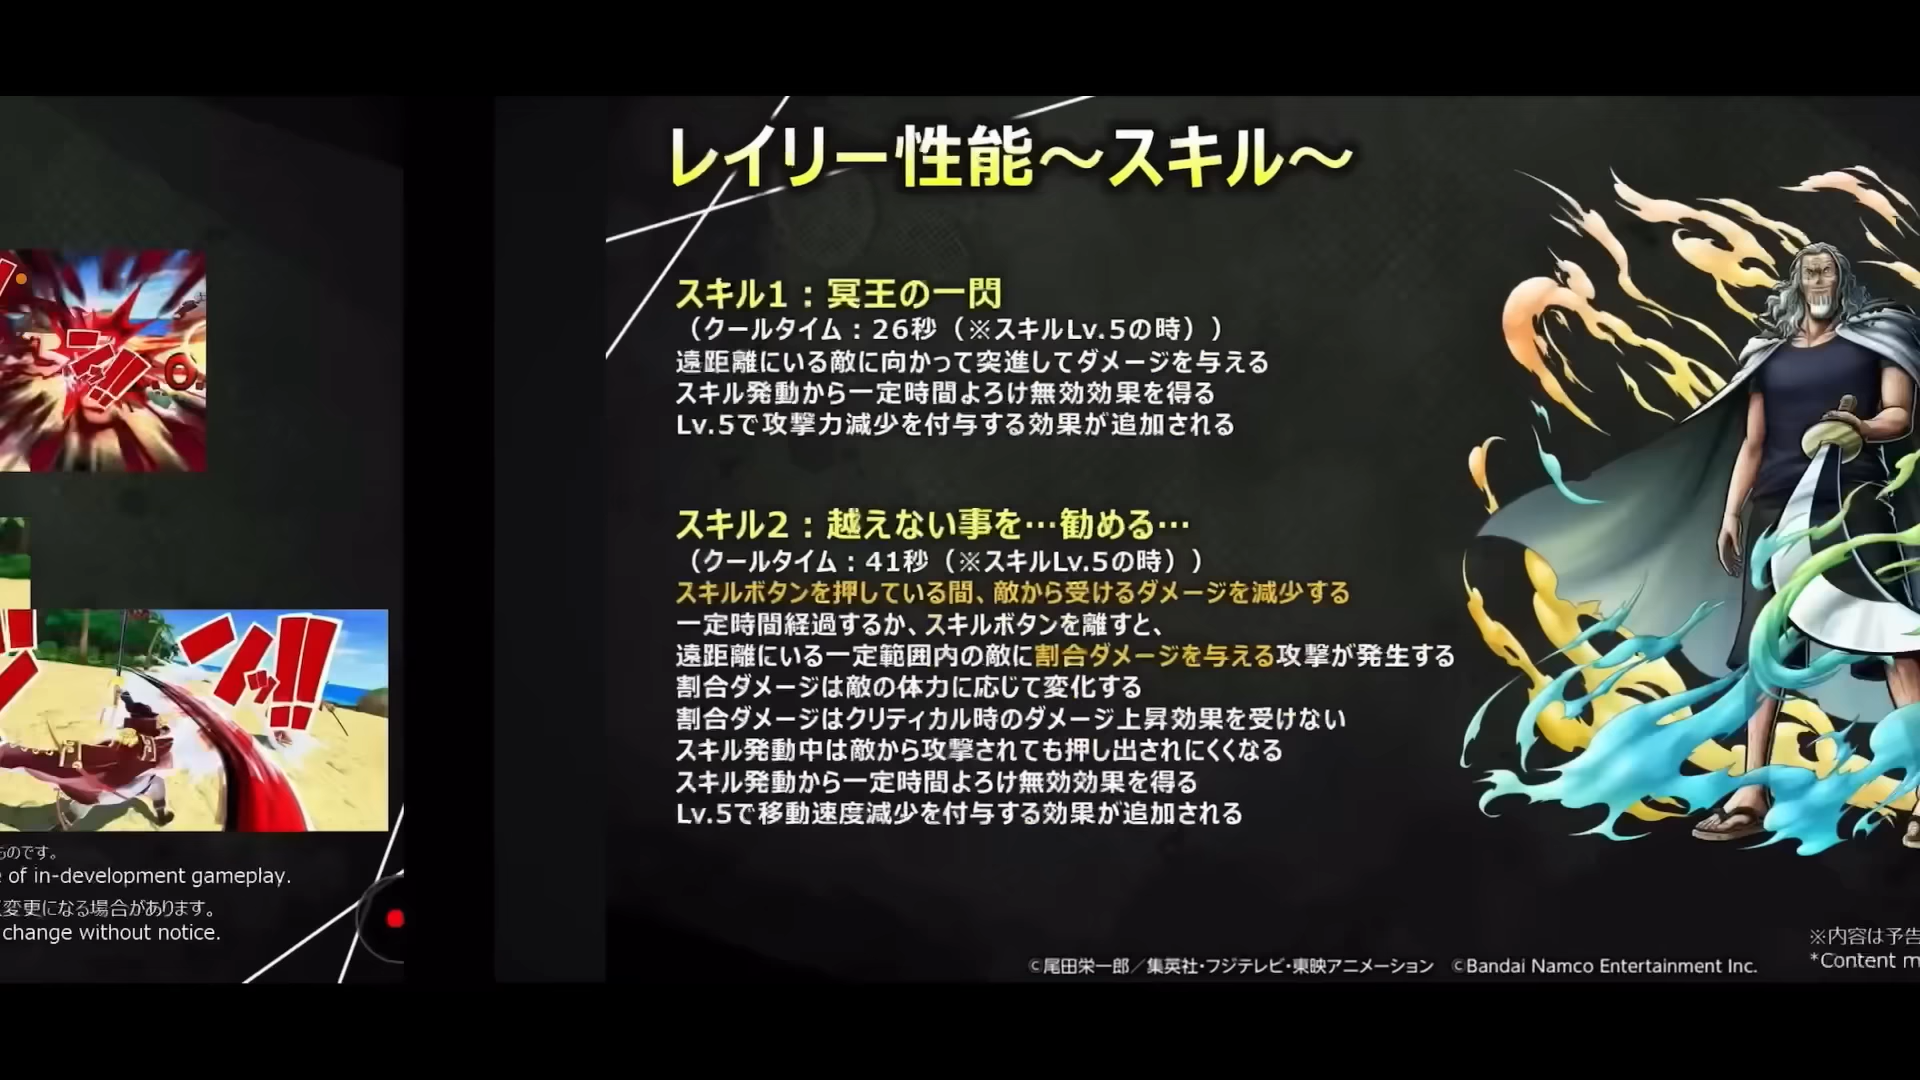 レイリー性能～スキル～
スキル1：冥王の一閃
（クールタイム：26秒（※スキルLv.5の時））
遠距離にいる敵に向かって突進してダメージを与える
スキル発動から一定時間よろけ無効効果を得る
Lv.5で攻撃力減少を付与する効果が追加される
スキル2：越えない事を…勧める…
（クールタイム：41秒（※スキルLv.5の時））
スキルボタンを押している間、敵から受けるダメージを減少する
一定時間経過するか、スキルボタンを離すと、
遠距離にいる一定範囲内の敵に割合ダメージを与える攻撃が発生する
割合ダメージは敵の体力に応じて変化する
割合ダメージはクリティカル時のダメージ上昇効果を受けない
スキル発動中は敵から攻撃されても押し出されにくくなる
スキル発動から一定時間よろけ無効効果を得る
Lv.5で移動速度減少を付与する効果が追加される
ものです。
of in-development gameplay.
変更になる場合があります。
change without notice.
※内容は予告
*Content m
©尾田栄一郎／集英社・フジテレビ・東映アニメーション ©Bandai Namco Entertainment Inc.